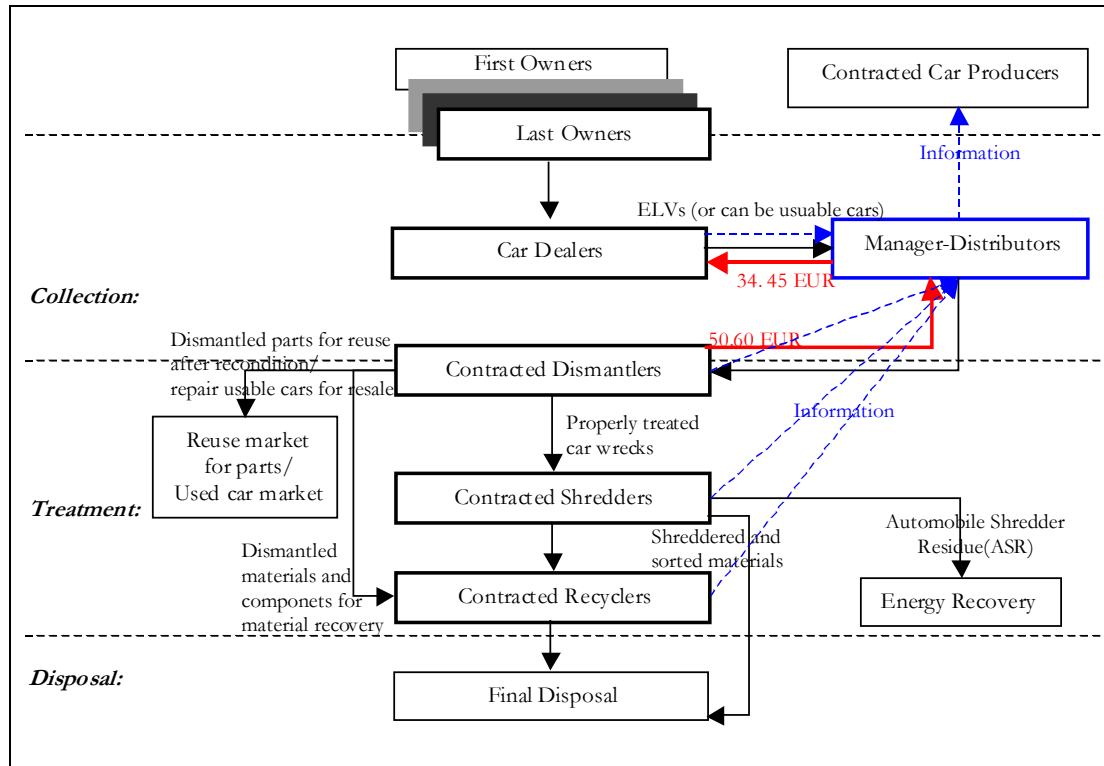 First Owners
Contracted Car Producers
Last Owners
Information
ELVs (or can be usuable cars)
Car Dealers
Manager-Distributors
34. 45 EUR
Collection:
Dismantled parts for reuse
after recondition/
repair usable cars for resale
50.60 EUR
Contracted Dismantlers
Information
Properly treated
car wrecks
Reuse market
for parts/
Used car market
Treatment:
Contracted Shredders
Shreddered and
sorted materials
Automobile Shredder
Residue(ASR)
Dismantled
materials and
componets for
material recovery
Contracted Recyclers
Energy Recovery
Disposal:
Final Disposal